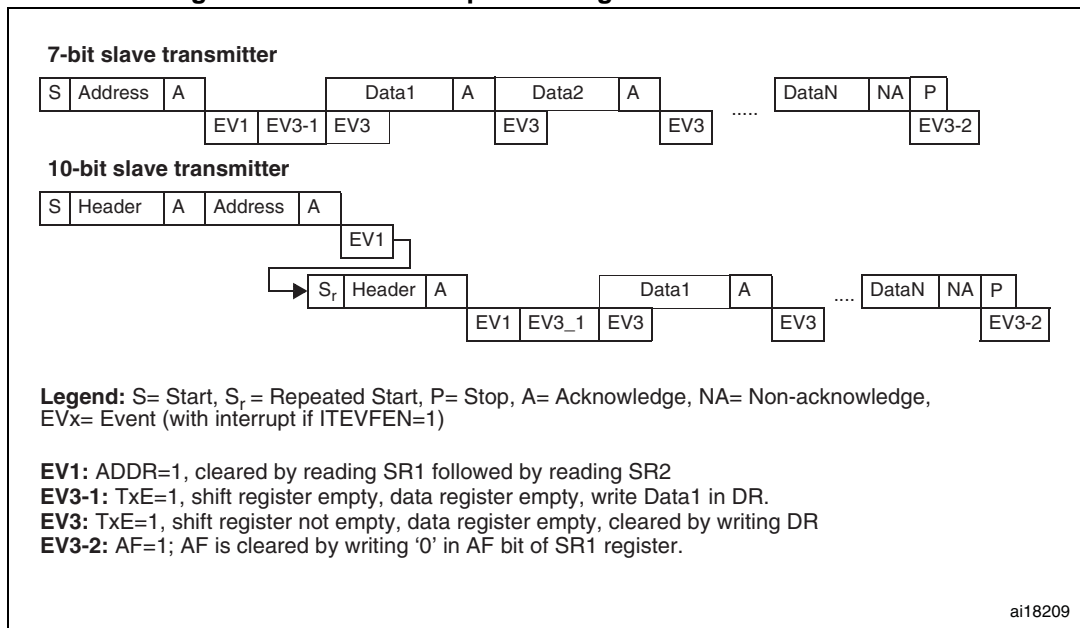 7-bit slave transmitter
S Address A Data1 A Data2 A ..... DataN NA P
EV1 EV3-1 EV3 EV3 EV3 EV3-2
10-bit slave transmitter
S Header A Address A
EV1
Sr Header A Data1 A .... DataN NA P
EV1 EV3_1 EV3 EV3 EV3-2
Legend: S= Start, Sr = Repeated Start, P= Stop, A= Acknowledge, NA= Non-acknowledge,
EVx= Event (with interrupt if ITEVFEN=1)
EV1: ADDR=1, cleared by reading SR1 followed by reading SR2
EV3-1: TxE=1, shift register empty, data register empty, write Data1 in DR.
EV3: TxE=1, shift register not empty, data register empty, cleared by writing DR
EV3-2: AF=1; AF is cleared by writing ‘0’ in AF bit of SR1 register.
ai18209